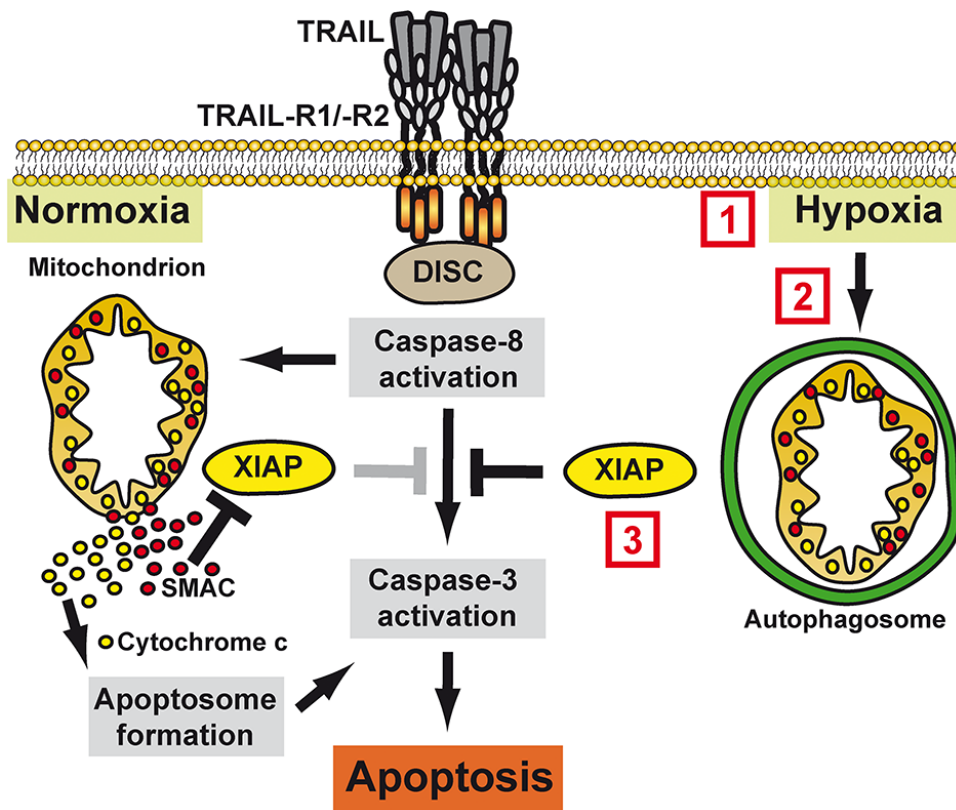 TRAIL
TRAIL-R1/-R2
Normoxia
1
Hypoxia
Mitochondrion
DISC
2
Caspase-8
activation
XIAP
XIAP
3
SMAC
Caspase-3
activation
Autophagosome
Cytochrome c
Apoptosome
formation
Apoptosis